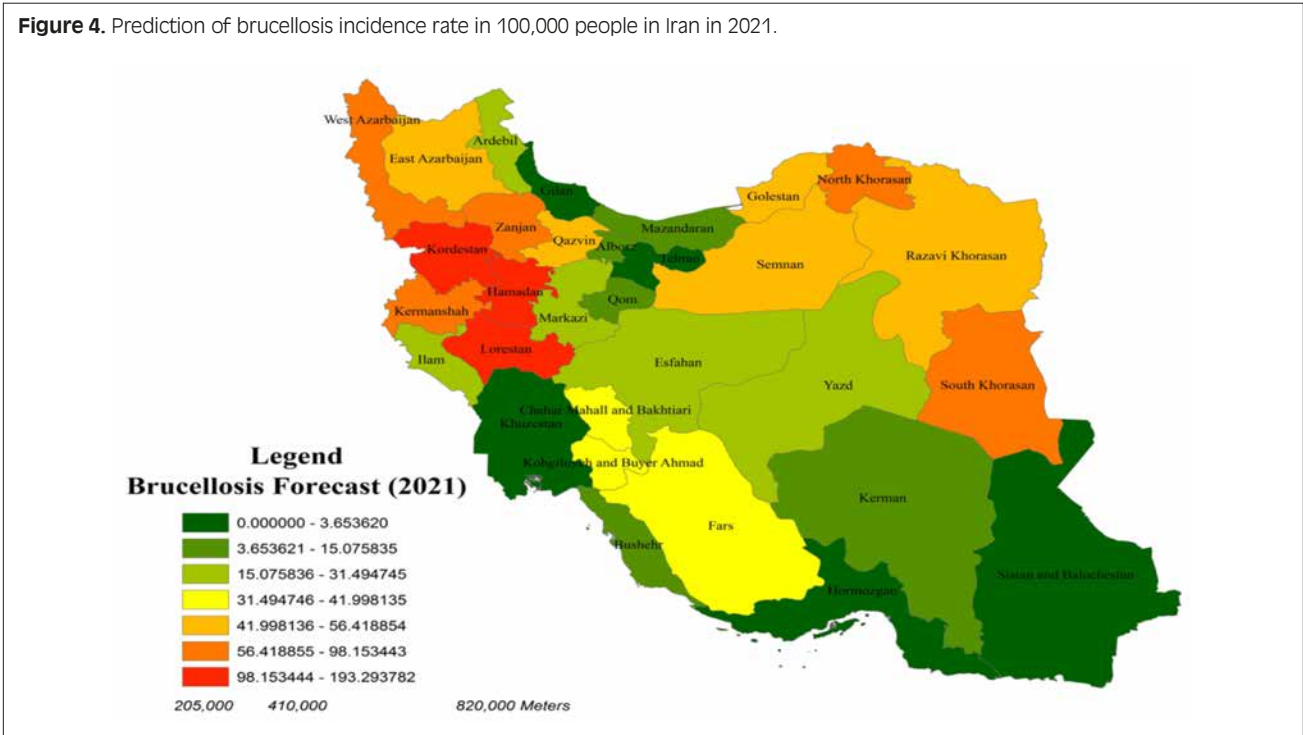 Figure 4. Prediction of brucellosis incidence rate in 100,000 people in Iran in 2021.
West Azarbaijan
Ardebil
East Azarbaijan
Gilan
Golestan
North Khorasan
Zanjan
Mazandaran
Qazvin
Alborz
Kordestan
Tehran
Semnan
Razavi Khorasan
Hamadan
Qom
Kermanshah
Markazi
Lorestan
Ilam
Esfahan
Yazd
South Khorasan
Chahar Mahall and Bakhtiari
Khuzestan
Kohgiluyeh and Buyer Ahmad
Kerman
Fars
Bushehr
Sistan and Baluchestan
Hormozgan
Legend
Brucellosis Forecast (2021)
0.000000 - 3.653620
3.653621 - 15.075835
15.075836 - 31.494745
31.494746 - 41.998135
41.998136 - 56.418854
56.418855 - 98.153443
98.153444 - 193.293782
205,000 410,000 820,000 Meters